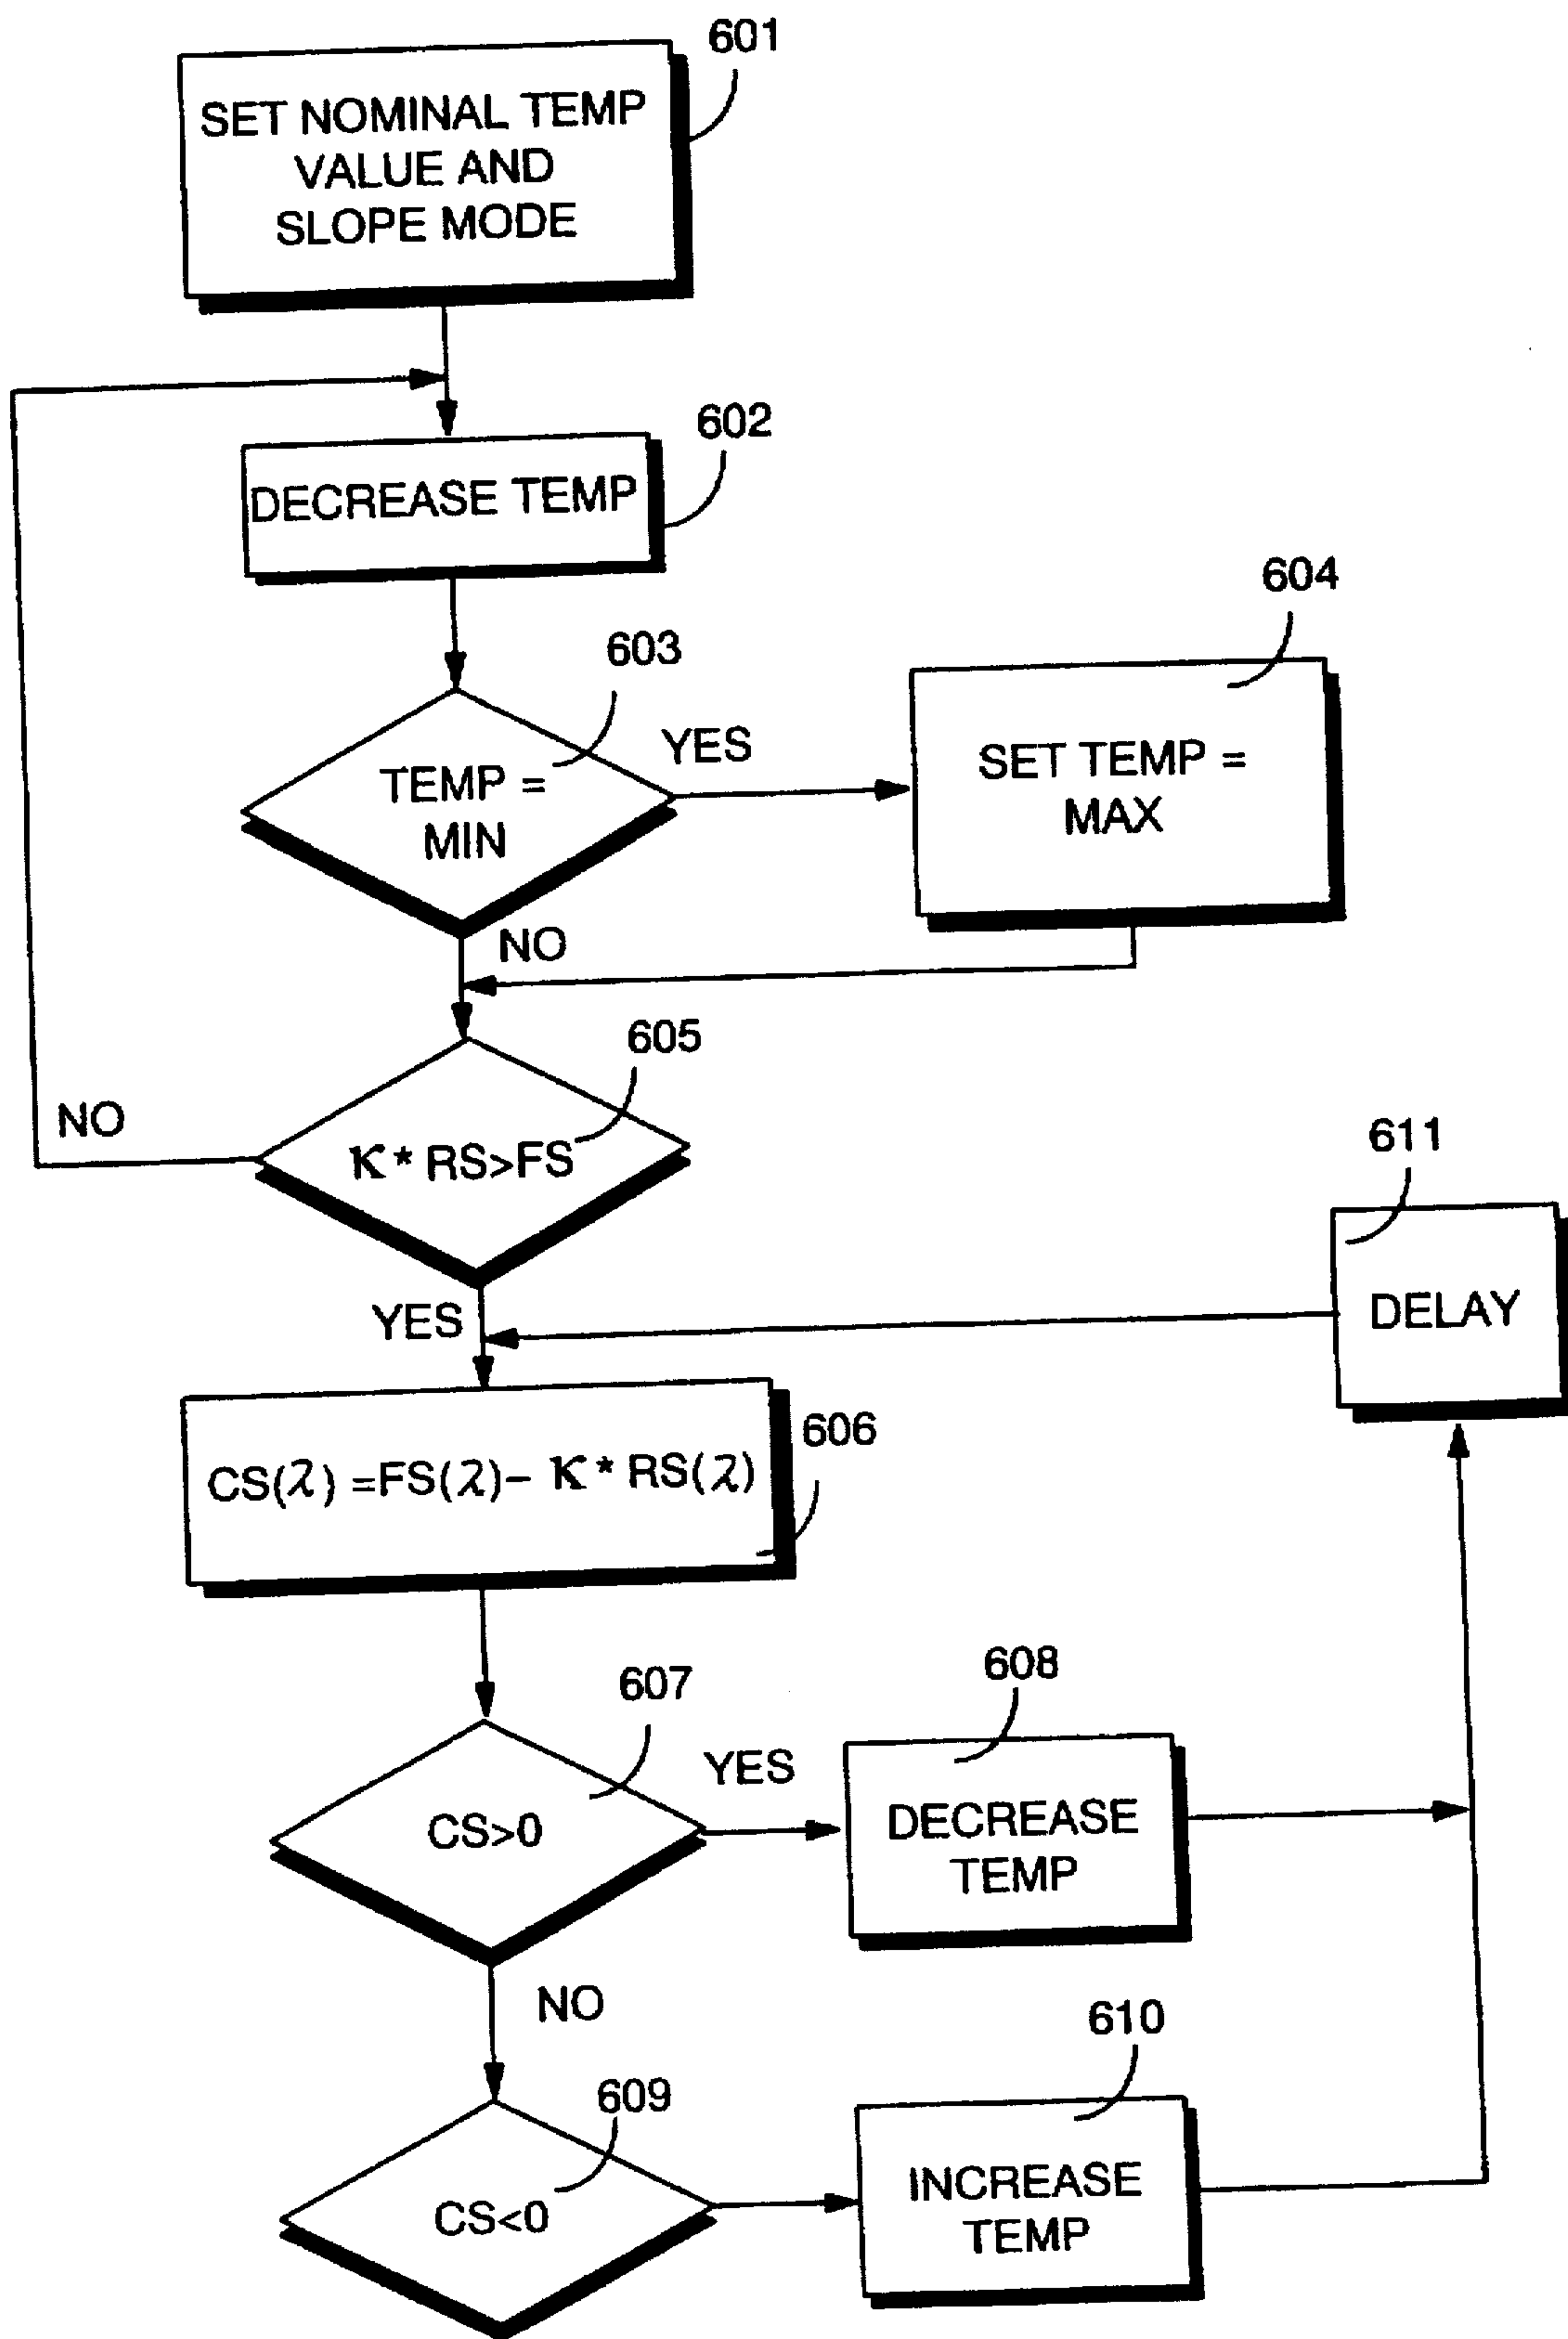 601
SET NOMINAL TEMP
VALUE AND
SLOPE MODE
602
DECREASE TEMP
603
TEMP =
MIN
YES
604
SET TEMP =
MAX
NO
605
K * RS>FS
NO
YES
611
DELAY
606
CS(λ) =FS(λ)- K * RS(λ)
607
CS>0
YES
608
DECREASE
TEMP
NO
609
CS<0
610
INCREASE
TEMP